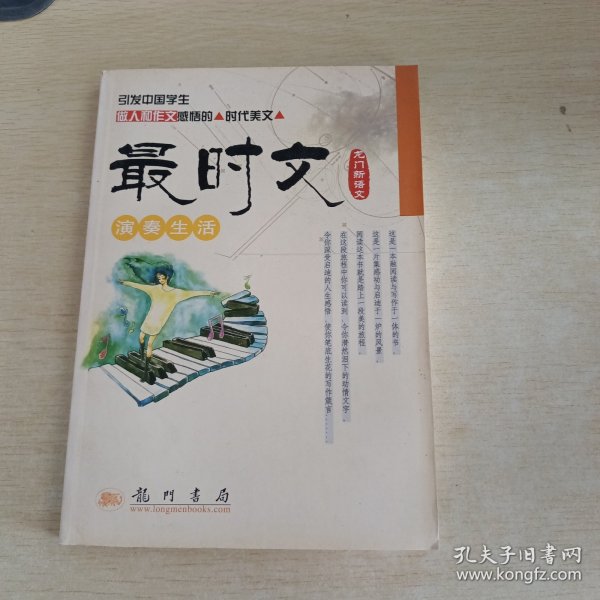 引发中国学生
做人和作文感悟的▲时代美文▲
最时文
龙门新语文
演奏生活
这是一本融阅读与写作于一体的书
这是一片集感动与启迪于一炉的风景，
阅读这本书就是踏上一段美的旅程。
在这段旅程中你可以读到：令你潸然泪下的动情文字。
令你深受启迪的人生感悟，使你笔底生花的写作箴言……
龍門書局
www.longmenbooks.com
孔夫子旧书网
www.kongfz.com